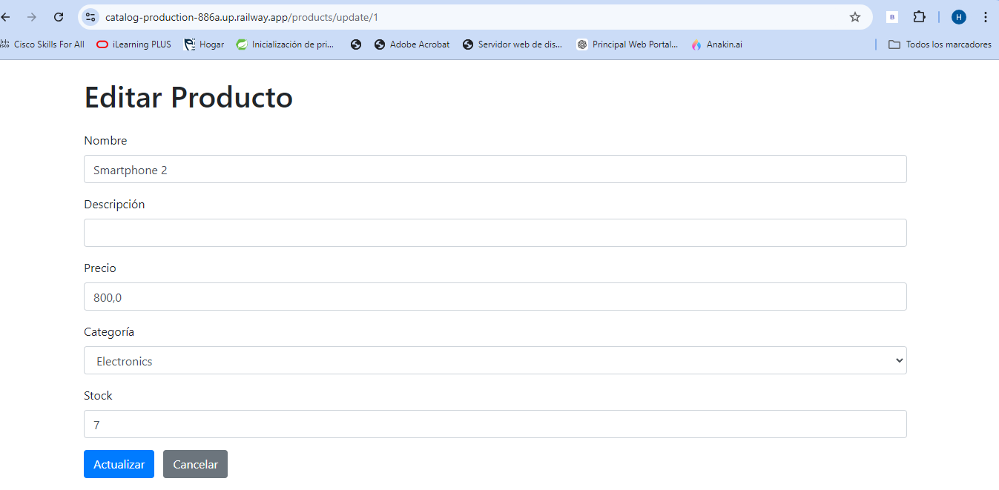 catalog-production-886a.up.railway.app/products/update/1
B
H
cisco Cisco Skills For All iLearning PLUS Hogar Inicialización de pri... Adobe Acrobat Servidor web de dis... Principal Web Portal... Anakin.ai Todos los marcadores
Editar Producto
Nombre
Smartphone 2
Descripción
Precio
800,0
Categoría
Electronics
Stock
7
Actualizar Cancelar